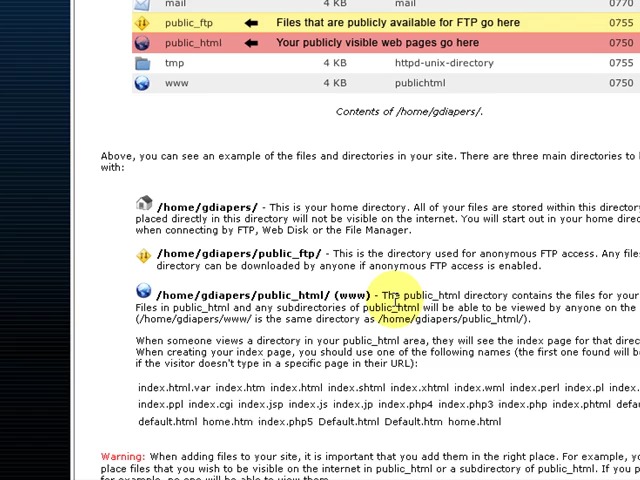 mail 4 KB mail 0770
public_ftp Files that are publicly available for FTP go here 0755
public_html Your publicly visible web pages go here 0750
tmp 4 KB httpd-unix-directory 0755
www 4 KB publichtml 0750
Contents of /home/gdiapers/.
Above, you can see an example of the files and directories in your site. There are three main directories to
with:
/home/gdiapers/ - This is your home directory. All of your files are stored within this
placed directly in this directory will not be visible on the internet. You will start out in your home
when connecting by FTP, Web Disk or the File Manager.
/home/gdiapers/public_ftp/ - This is the directory used for anonymous FTP access. Any
directory can be downloaded by anyone if anonymous FTP access is enabled.
/home/gdiapers/public_html/ (www) - The public_html directory contains the files for your
Files in public_html and any subdirectories of public_html will be able to be viewed by anyone on the
(/home/gdiapers/www/ is the same directory as /home/gdiapers/public_html/).
When someone views a directory in your public_html area, they will see the index page for that
When creating your index page, you should use one of the following names (the first one found will
if the visitor doesn't type in a specific page in their URL):
index.html.var index.htm index.html index.shtml index.xhtml index.wml index.perl index.pl
index.ppl index.cgi index.jsp index.js index.jp index.php4 index.php3 index.php index.phtml
default.html home.htm index.php5 Default.html Default.htm home.html
Warning: When adding files to your site, it is important that you add them in the right place. For example,
place files that you wish to be visible on the internet in public_html or a subdirectory of public_html. If you
example, no one will be able to view them.